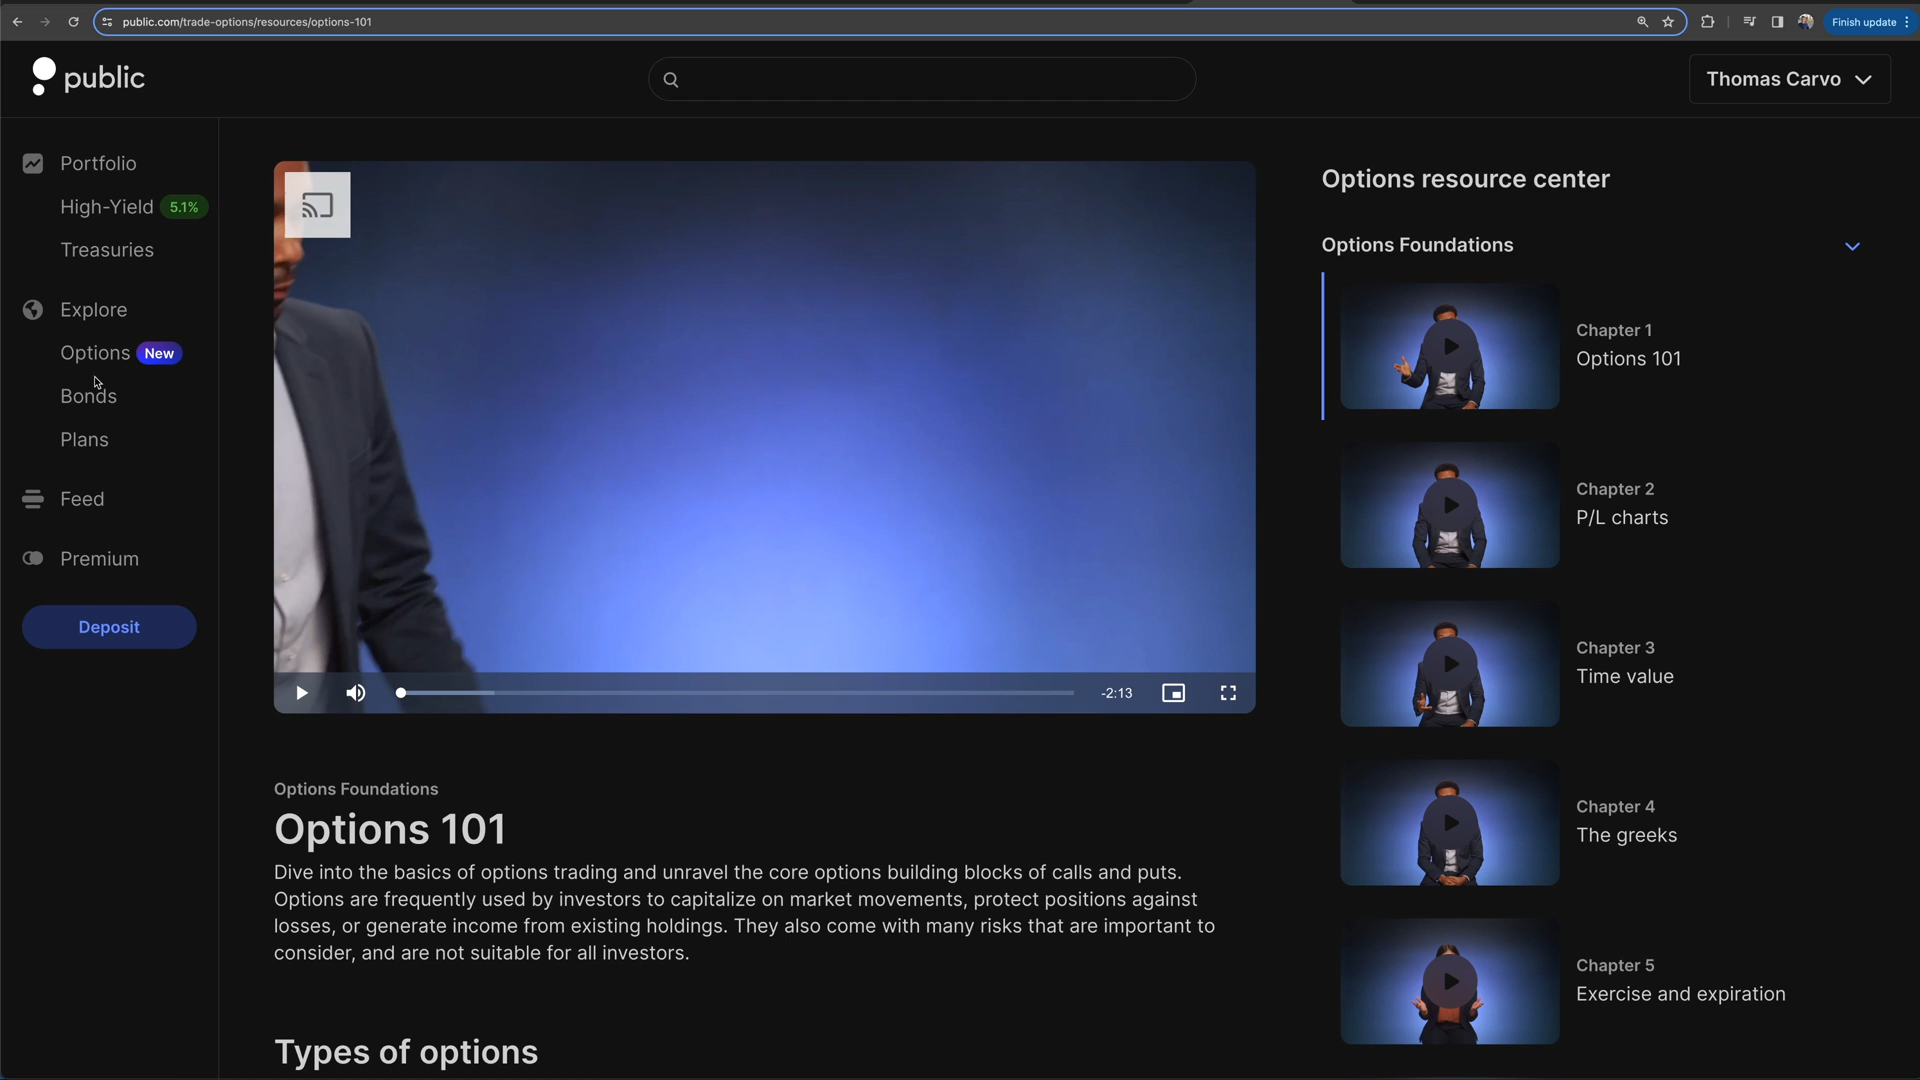 public.com/trade-options/resources/options-101
Finish update
public
Thomas Carvo
Portfolio
High-Yield 5.1%
Treasuries
Explore
Options New
Bonds
Plans
Feed
Premium
Deposit
-2:13
Options Foundations
Options 101
Dive into the basics of options trading and unravel the core options building blocks of calls and puts.
Options are frequently used by investors to capitalize on market movements, protect positions against
losses, or generate income from existing holdings. They also come with many risks that are important to
consider, and are not suitable for all investors.
Types of options
Options resource center
Options Foundations
Chapter 1
Options 101
Chapter 2
P/L charts
Chapter 3
Time value
Chapter 4
The greeks
Chapter 5
Exercise and expiration